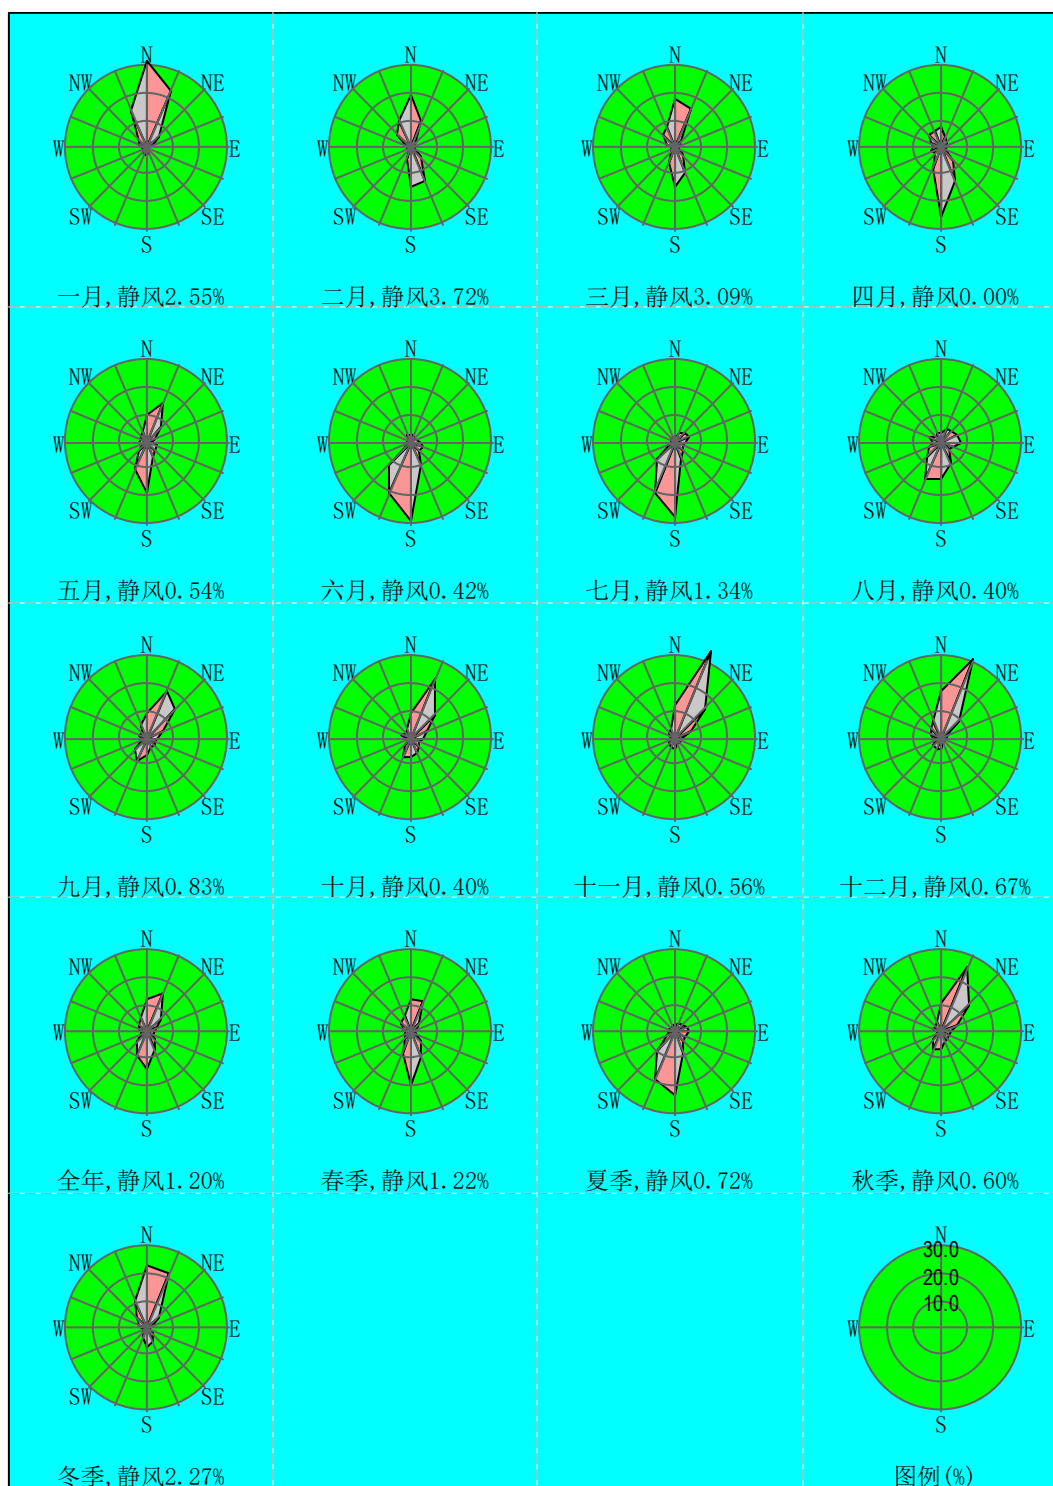 N
NW NE
W E
SW SE
S
一月,静风2.55%
N
NW NE
W E
SW SE
S
二月,静风3.72%
N
NW NE
W E
SW SE
S
三月,静风3.09%
N
NW NE
W E
SW SE
S
四月,静风0.00%
N
NW NE
W E
SW SE
S
五月,静风0.54%
N
NW NE
W E
SW SE
S
六月,静风0.42%
N
NW NE
W E
SW SE
S
七月,静风1.34%
N
NW NE
W E
SW SE
S
八月,静风0.40%
N
NW NE
W E
SW SE
S
九月,静风0.83%
N
NW NE
W E
SW SE
S
十月,静风0.40%
N
NW NE
W E
SW SE
S
十一月,静风0.56%
N
NW NE
W E
SW SE
S
十二月,静风0.67%
N
NW NE
W E
SW SE
S
全年,静风1.20%
N
NW NE
W E
SW SE
S
春季,静风1.22%
N
NW NE
W E
SW SE
S
夏季,静风0.72%
N
NW NE
W E
SW SE
S
秋季,静风0.60%
N
NW NE
W E
SW SE
S
冬季,静风2.27%
N
30.0
20.0
10.0
W E
S
图例(%)